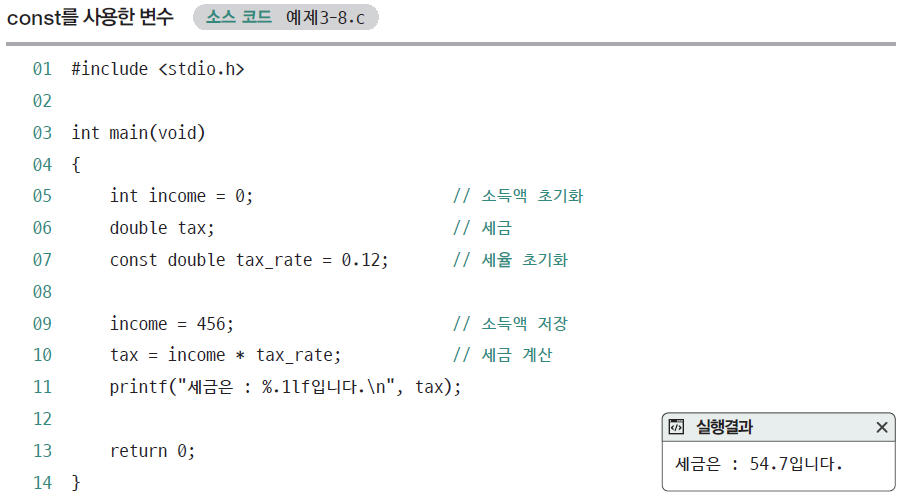 const를 사용한 변수 소스 코드 예제3-8.c
01 #include <stdio.h>
02
03 int main(void)
04 {
05 int income = 0; // 소득액 초기화
06 double tax; // 세금
07 const double tax_rate = 0.12; // 세율 초기화
08
09 income = 456; // 소득액 저장
10 tax = income * tax_rate; // 세금 계산
11 printf("세금은 : %.1lf입니다.\n", tax);
12
13 return 0;
14 }
실행결과
세금은 : 54.7입니다.